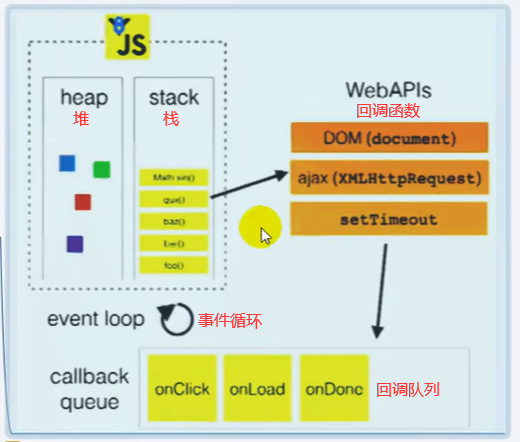 JS
heap
堆
stack
栈
Math.sin()
qux()
baz()
bar()
foo()
WebAPIs
回调函数
DOM (document)
ajax (XMLHttpRequest)
setTimeout
event loop
事件循环
callback
queue
onClick
onLoad
onDone
回调队列